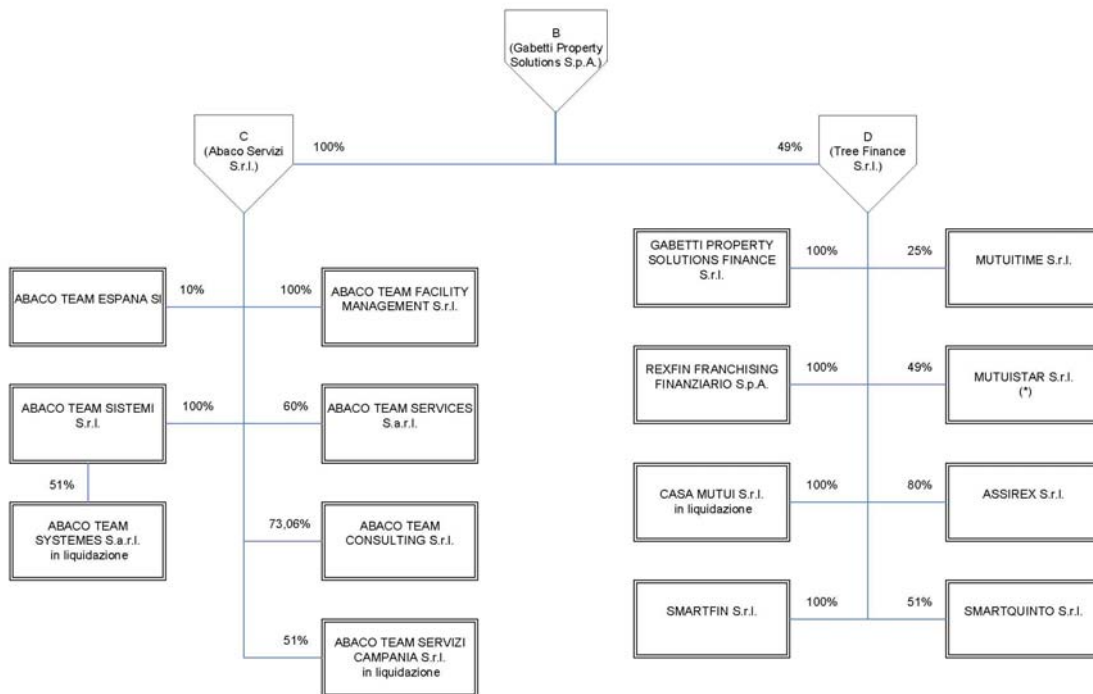 B
(Gabetti Property
Solutions S.p.A.)
C
(Abaco Servizi
S.r.l.)
100%
49%
D
(Tree Finance
S.r.l.)
ABACO TEAM ESPANA Sl
10%
100%
ABACO TEAM FACILITY
MANAGEMENT S.r.l.
ABACO TEAM SISTEMI
S.r.l.
100%
60%
ABACO TEAM SERVICES
S.a.r.l.
51%
ABACO TEAM
SYSTEMES S.a.r.l.
in liquidazione
73,06%
ABACO TEAM
CONSULTING S.r.l.
51%
ABACO TEAM SERVIZI
CAMPANIA S.r.l.
in liquidazione
GABETTI PROPERTY
SOLUTIONS FINANCE
S.r.l.
100%
25%
MUTUITIME S.r.l.
REXFIN FRANCHISING
FINANZIARIO S.p.A.
100%
49%
MUTUISTAR S.r.l.
(*)
CASA MUTUI S.r.l.
in liquidazione
100%
80%
ASSIREX S.r.l.
SMARTFIN S.r.l.
100%
51%
SMARTQUINTO S.r.l.